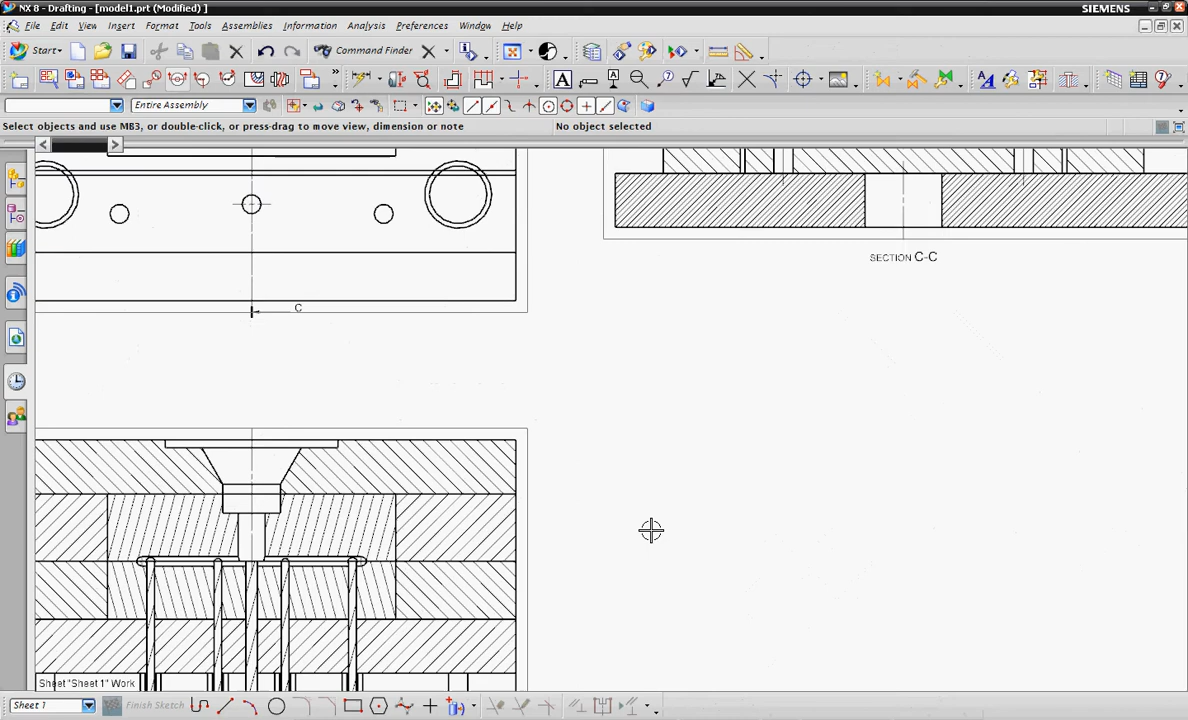 NX 8 - Drafting - [model1.prt (Modified) ]
SIEMENS
File Edit View Insert Format Tools Assemblies Information Analysis Preferences Window Help
Start
Command Finder
Entire Assembly
Select objects and use MB3, or double-click, or press-drag to move view, dimension or note
No object selected
SECTION C-C
C
Sheet "Sheet 1" Work
Sheet 1
Finish Sketch